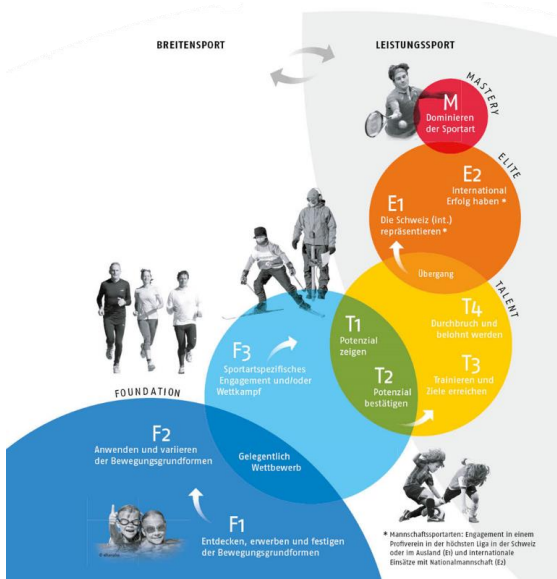 BREITENSPORT
LEISTUNGSSPORT
MASTERY
M
Dominieren
der Sportart
ELITE
E2
International
Erfolg haben *
E1
Die Schweiz (int.)
repräsentieren *
Übergang
TALENT
T4
Durchbruch und
belohnt werden
T3
Trainieren und
Ziele erreichen
T1
Potenzial
zeigen
T2
Potenzial
bestätigen
F3
Sportartspezifisches
Engagement und/oder
Wettkampf
FOUNDATION
F2
Anwenden und variieren
der Bewegungsgrundformen
Gelegentlich
Wettbewerb
F1
Entdecken, erwerben und festigen
der Bewegungsgrundformen
* Mannschaftssportarten: Engagement in einem
Profiverein in der höchsten Liga in der Schweiz
oder im Ausland (E1) und internationale
Einsätze mit Nationalmannschaft (E2)